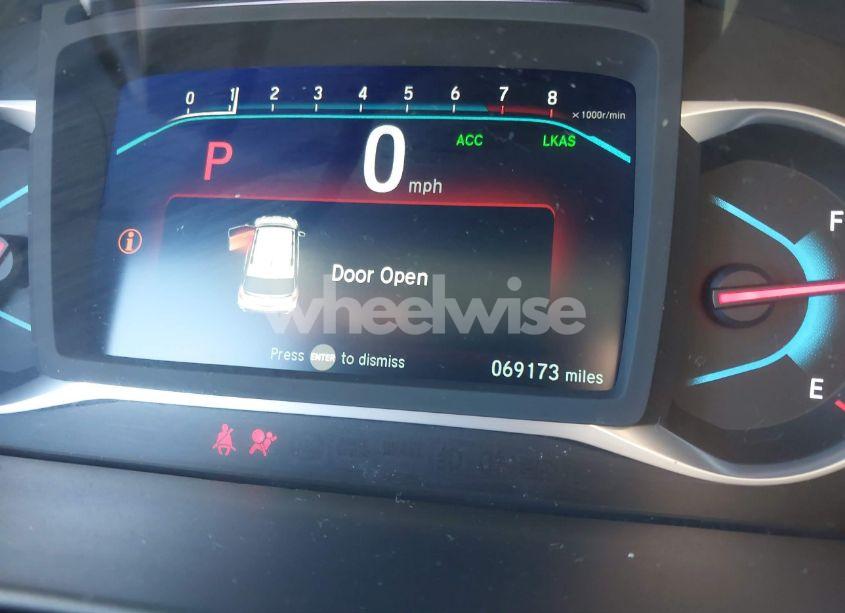 0 1 2 3 4 5 6 7 8
×1000r/min
P 0 mph
ACC LKAS
i
Door Open
wheelwise
Press ENTER to dismiss
069173 miles
F
E